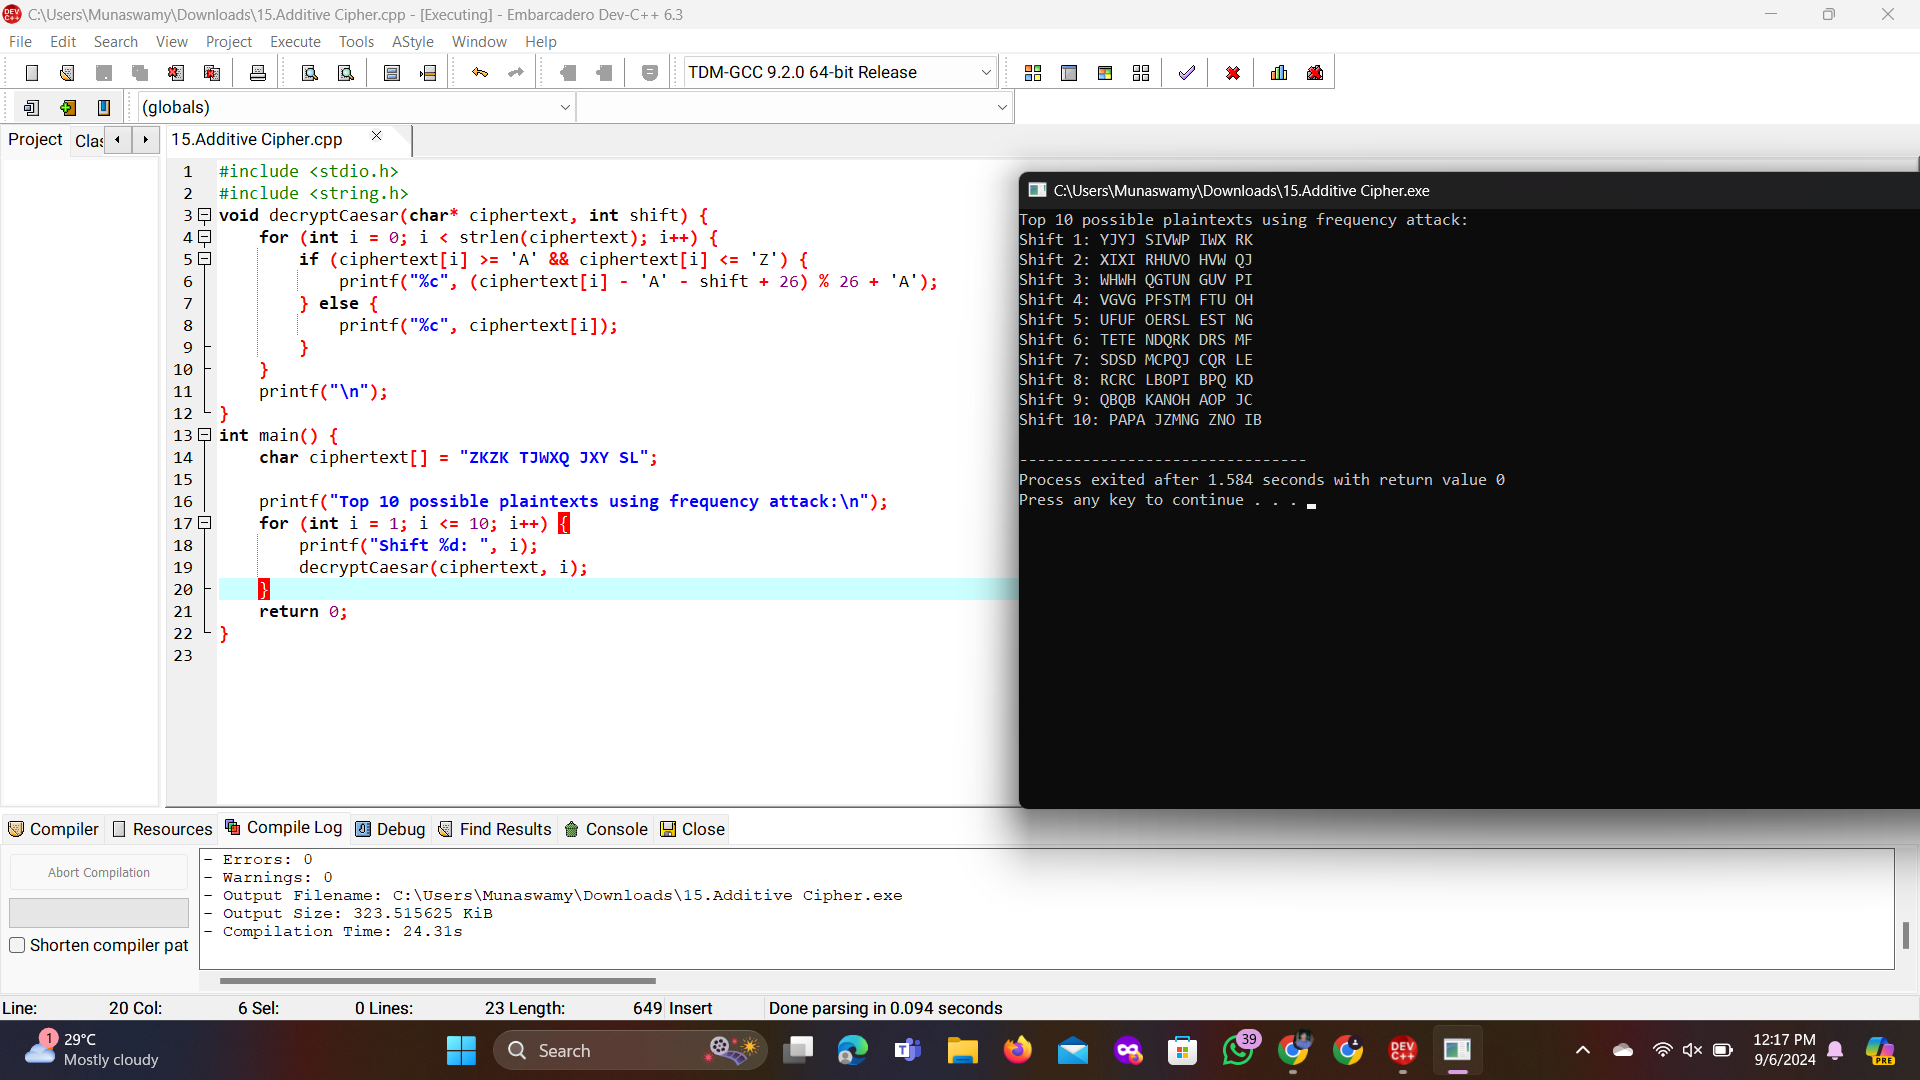 C:\Users\Munaswamy\Downloads\15.Additive Cipher.cpp - [Executing] - Embarcadero Dev-C++ 6.3
File Edit Search View Project Execute Tools AStyle Window Help
TDM-GCC 9.2.0 64-bit Release
(globals)
Project Clas 15.Additive Cipher.cpp
1 #include <stdio.h>
2 #include <string.h>
3 void decryptCaesar(char* ciphertext, int shift) {
4 for (int i = 0; i < strlen(ciphertext); i++) {
5 if (ciphertext[i] >= 'A' && ciphertext[i] <= 'Z') {
6 printf("%c", (ciphertext[i] - 'A' - shift + 26) % 26 + 'A');
7 } else {
8 printf("%c", ciphertext[i]);
9 }
10 }
11 printf("\n");
12 }
13 int main() {
14 char ciphertext[] = "ZKZK TJWXQ JXY SL";
15
16 printf("Top 10 possible plaintexts using frequency attack:\n");
17 for (int i = 1; i <= 10; i++) {
18 printf("Shift %d: ", i);
19 decryptCaesar(ciphertext, i);
20 }
21 return 0;
22 }
23
C:\Users\Munaswamy\Downloads\15.Additive Cipher.exe
Top 10 possible plaintexts using frequency attack:
Shift 1: YJYJ SIVWP IWX RK
Shift 2: XIXI RHUVO HVW QJ
Shift 3: WHWH QGTUN GUV PI
Shift 4: VGVG PFSTM FTU OH
Shift 5: UFUF OERSL EST NG
Shift 6: TETE NDQRK DRS MF
Shift 7: SDSD MCPQJ CQR LE
Shift 8: RCRC LBOPI BPQ KD
Shift 9: QBQB KANOH AOP JC
Shift 10: PAPA JZMNG ZNO IB
--------------------------------
Process exited after 1.584 seconds with return value 0
Press any key to continue . . .
Compiler Resources Compile Log Debug Find Results Console Close
Abort Compilation
Shorten compiler pat
- Errors: 0
- Warnings: 0
- Output Filename: C:\Users\Munaswamy\Downloads\15.Additive Cipher.exe
- Output Size: 323.515625 KiB
- Compilation Time: 24.31s
Line: 20 Col: 6 Sel: 0 Lines: 23 Length: 649 Insert Done parsing in 0.094 seconds
1
29°C
Mostly cloudy
Search
39
DEV C++
12:17 PM
9/6/2024
PRE